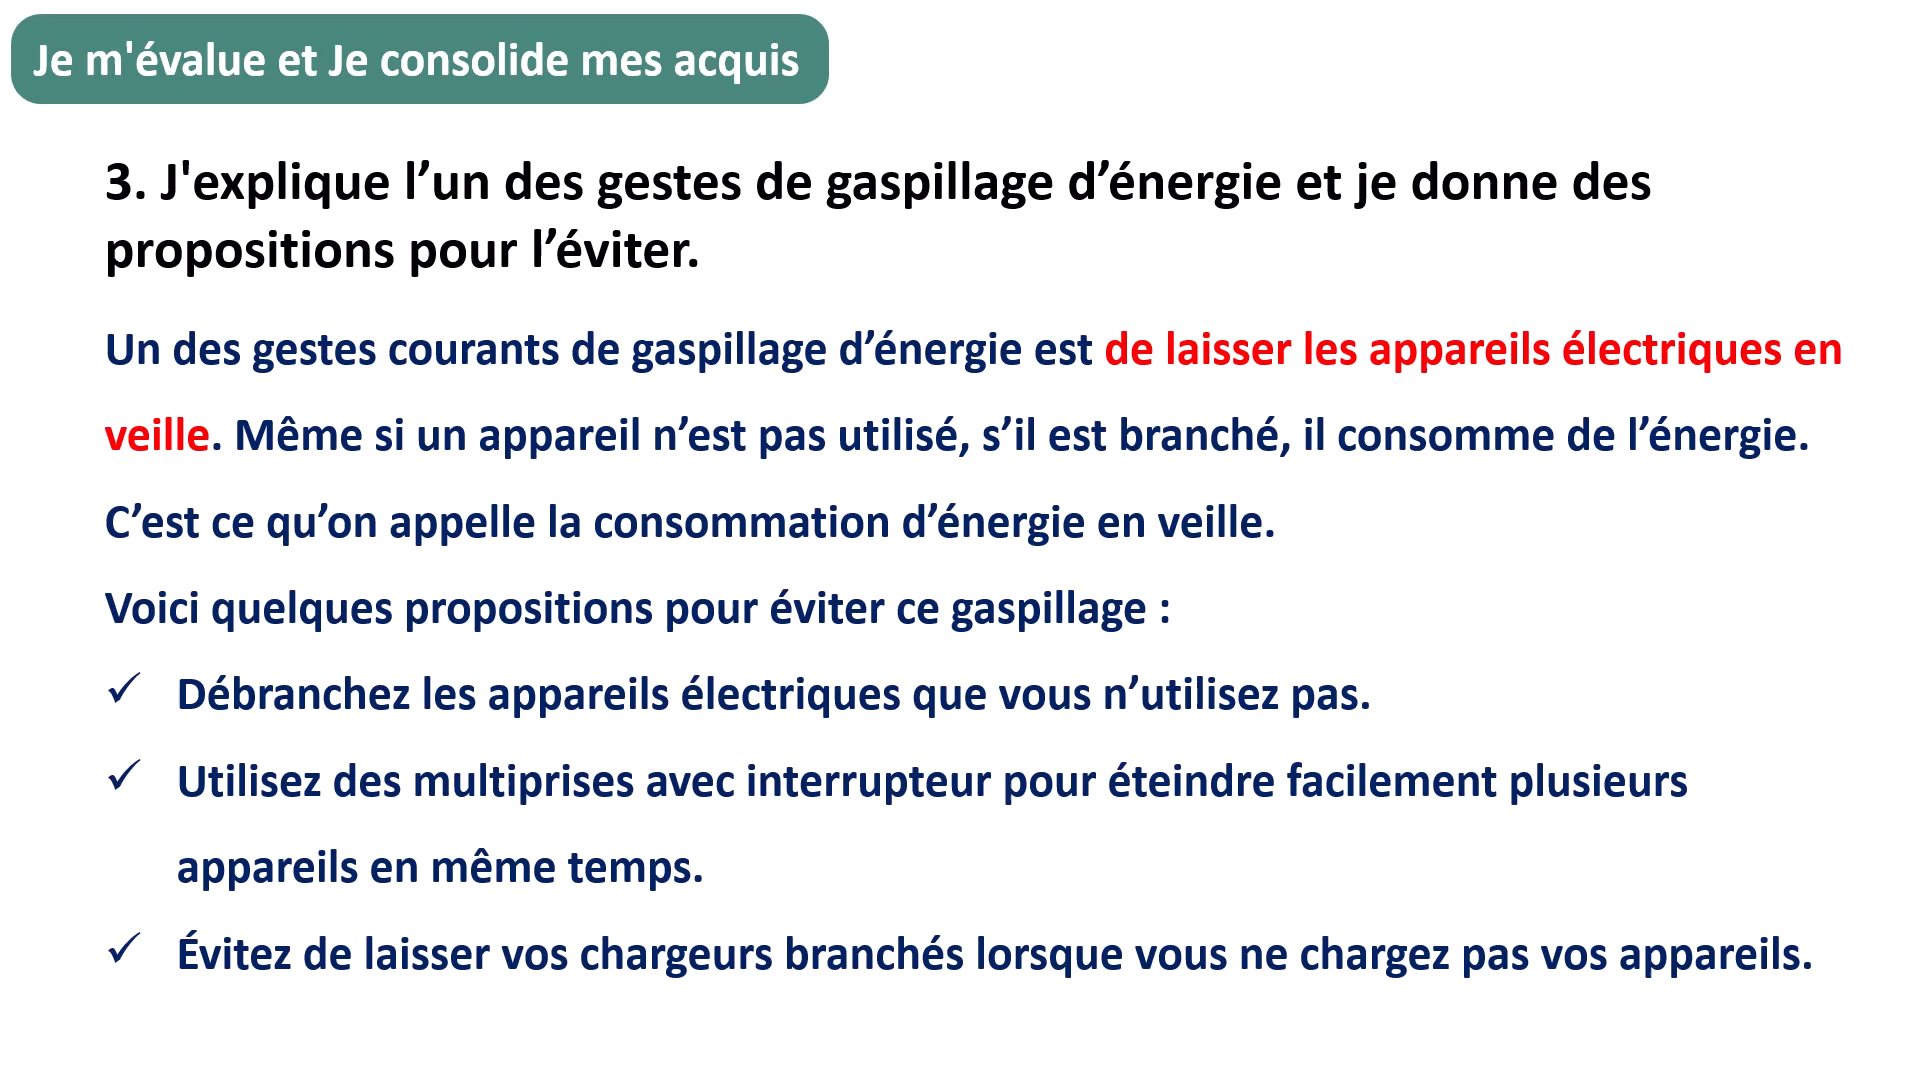 Je m'évalue et Je consolide mes acquis
3. J'explique l’un des gestes de gaspillage d’énergie et je donne des
propositions pour l’éviter.
Un des gestes courants de gaspillage d’énergie est de laisser les appareils électriques en
veille. Même si un appareil n’est pas utilisé, s’il est branché, il consomme de l’énergie.
C’est ce qu’on appelle la consommation d’énergie en veille.
Voici quelques propositions pour éviter ce gaspillage :
✓ Débranchez les appareils électriques que vous n’utilisez pas.
✓ Utilisez des multiprises avec interrupteur pour éteindre facilement plusieurs
appareils en même temps.
✓ Évitez de laisser vos chargeurs branchés lorsque vous ne chargez pas vos appareils.